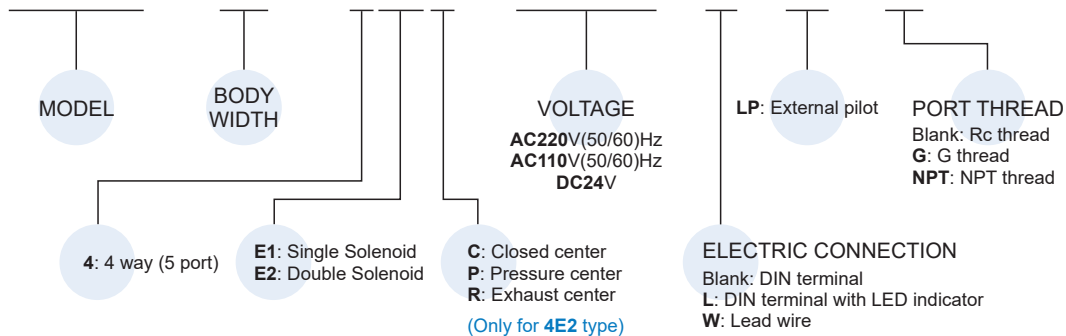 MODEL
BODY
WIDTH
VOLTAGE
AC220V(50/60)Hz
AC110V(50/60)Hz
DC24V
LP: External pilot
PORT THREAD
Blank: Rc thread
G: G thread
NPT: NPT thread
4: 4 way (5 port)
E1: Single Solenoid
E2: Double Solenoid
C: Closed center
P: Pressure center
R: Exhaust center
(Only for 4E2 type)
ELECTRIC CONNECTION
Blank: DIN terminal
L: DIN terminal with LED indicator
W: Lead wire